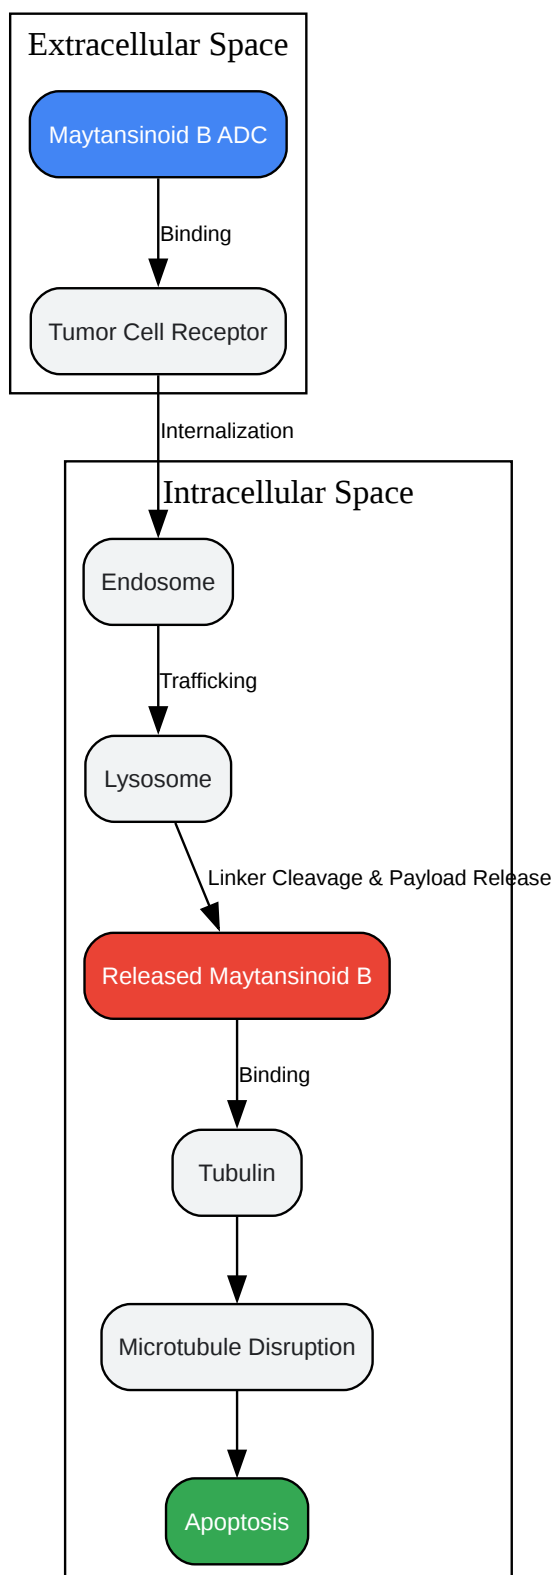 Extracellular Space
Maytansinoid B ADC
Binding
Tumor Cell Receptor
Internalization
Intracellular Space
Endosome
Trafficking
Lysosome
Linker Cleavage & Payload Release
Released Maytansinoid B
Binding
Tubulin
Microtubule Disruption
Apoptosis